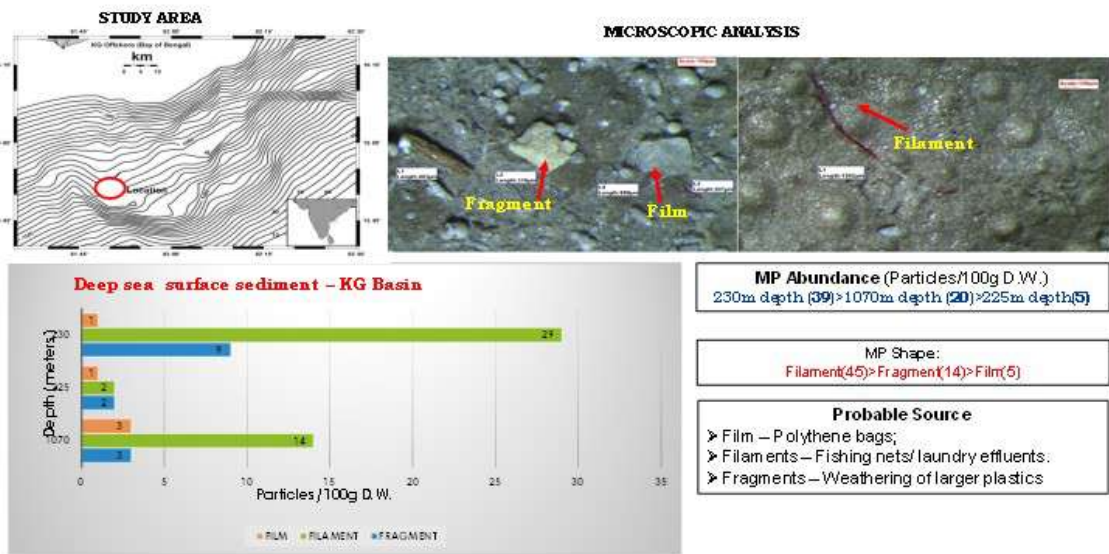 STUDY AREA
KG Offshore (Bay of Bengal)
km
Location
MICROSCOPIC ANALYSIS
Fragment
Film
Filament
Deep sea surface sediment – KG Basin
Depth (meters)
1
29
9
1
2
2
1070
3
14
3
0 5 10 15 20 25 30 35
Particles/100g D.W.
FILM FILAMENT FRAGMENT
MP Abundance (Particles/100g D.W.)
230m depth (39)>1070m depth (20)>225m depth(5)
MP Shape:
Filament(45)>Fragment(14)>Film(5)
Probable Source
➢ Film – Polythene bags;
➢ Filaments – Fishing nets/ laundry effluents.
➢ Fragments – Weathering of larger plastics